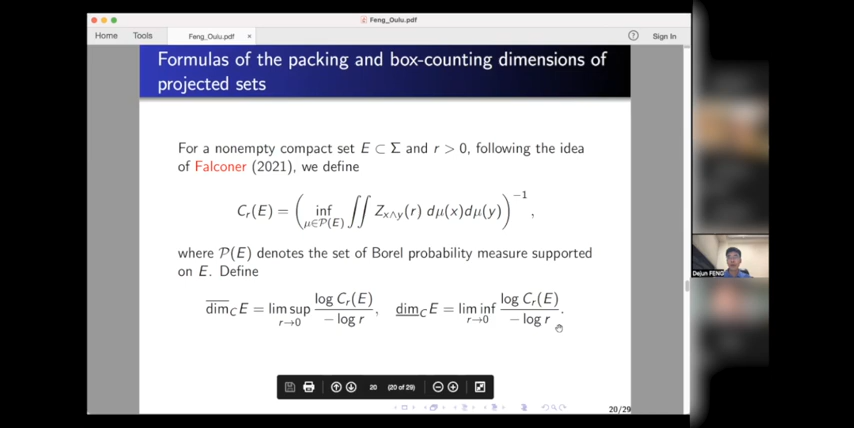 Feng_Oulu.pdf
Home Tools Feng_Oulu.pdf × Sign In
Formulas of the packing and box-counting dimensions of
projected sets
For a nonempty compact set E ⊂ Σ and r > 0, following the idea
of Falconer (2021), we define
C_r(E) = ( inf_{μ∈P(E)} ∬ Z_{x∧y}(r) dμ(x)dμ(y) )^{-1},
where P(E) denotes the set of Borel probability measure supported
on E. Define
\overline{dim}_C E = lim sup_{r→0} \frac{log C_r(E)}{− log r}, \underline{dim}_C E = lim inf_{r→0} \frac{log C_r(E)}{− log r}.
Dejun FENG
20 (20 of 29)
20/29